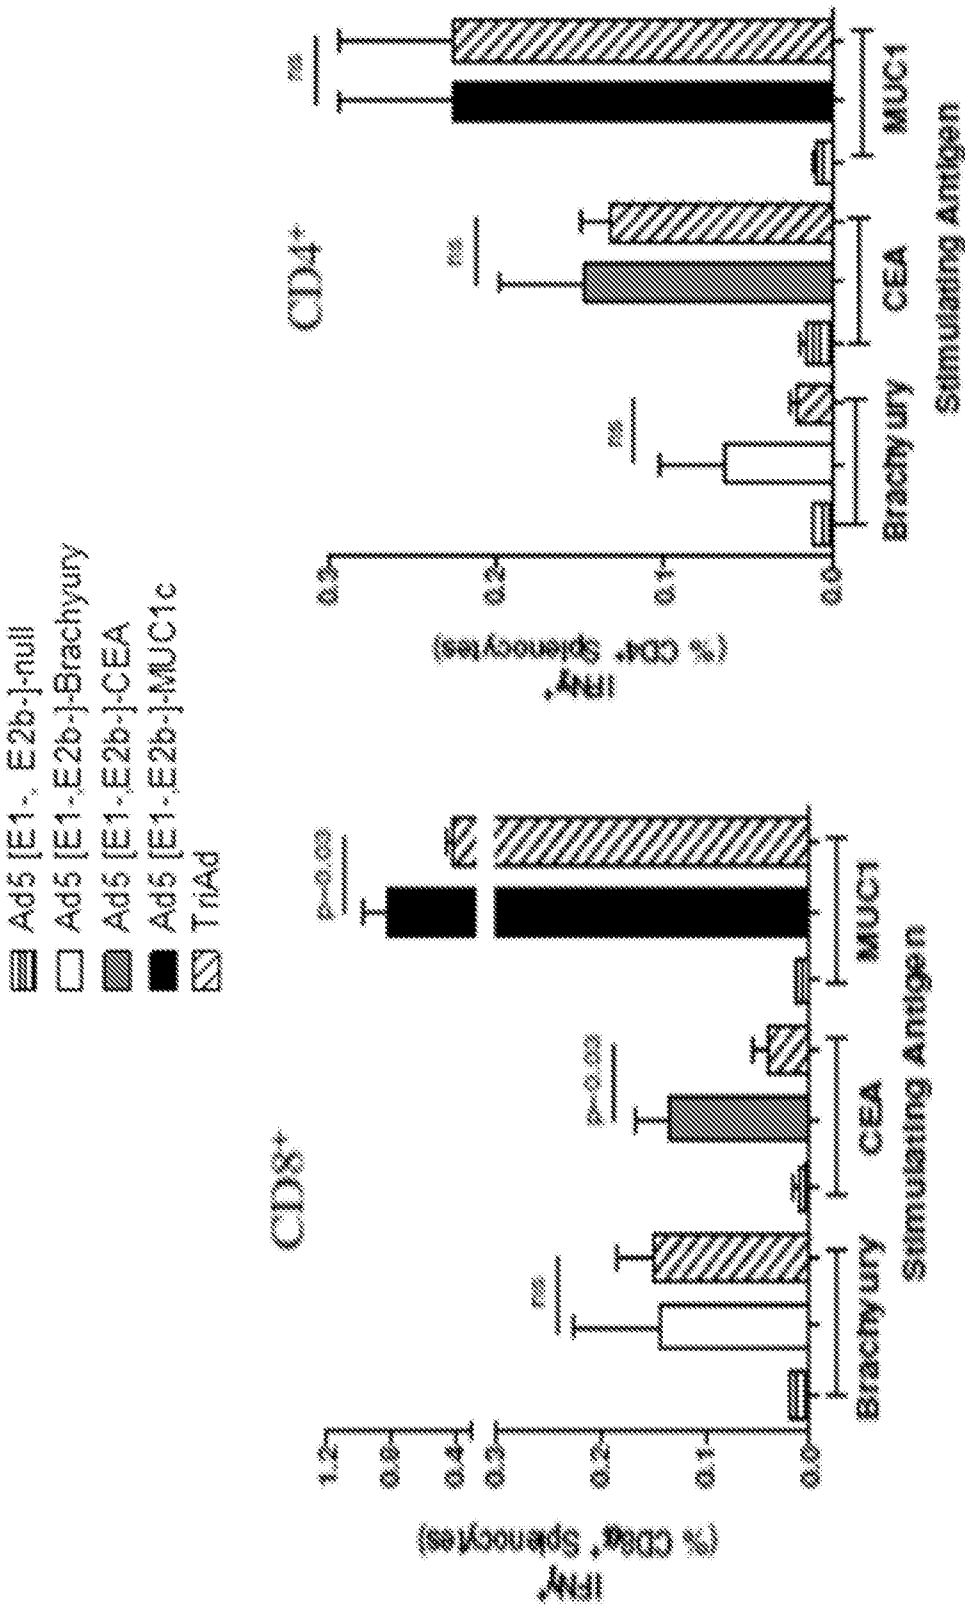 Ad5 [E1-, E2b-]-null
Ad5 [E1-,E2b-]-Brachyury
Ad5 [E1-,E2b-]-CEA
Ad5 [E1-,E2b-]-MUC1c
TriAd
CD8+
IFNγ+
(% CD8α+ Splenocytes)
1.2
0.8
0.4
0.3
0.2
0.1
0.0
ns
p=0.03
p=0.03
Brachyury
CEA
MUC1
Stimulating Antigen
CD4+
IFNγ+
(% CD4+ Splenocytes)
0.3
0.2
0.1
0.0
ns
ns
ns
Brachyury
CEA
MUC1
Stimulating Antigen